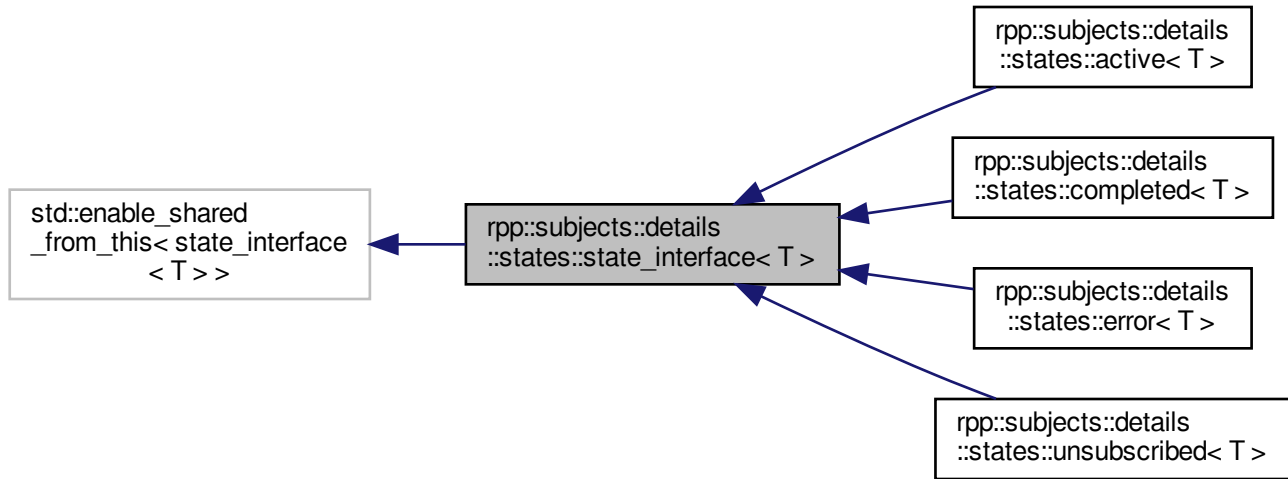 std::enable_shared
_from_this< state_interface
< T > >
rpp::subjects::details
::states::state_interface< T >
rpp::subjects::details
::states::active< T >
rpp::subjects::details
::states::completed< T >
rpp::subjects::details
::states::error< T >
rpp::subjects::details
::states::unsubscribed< T >